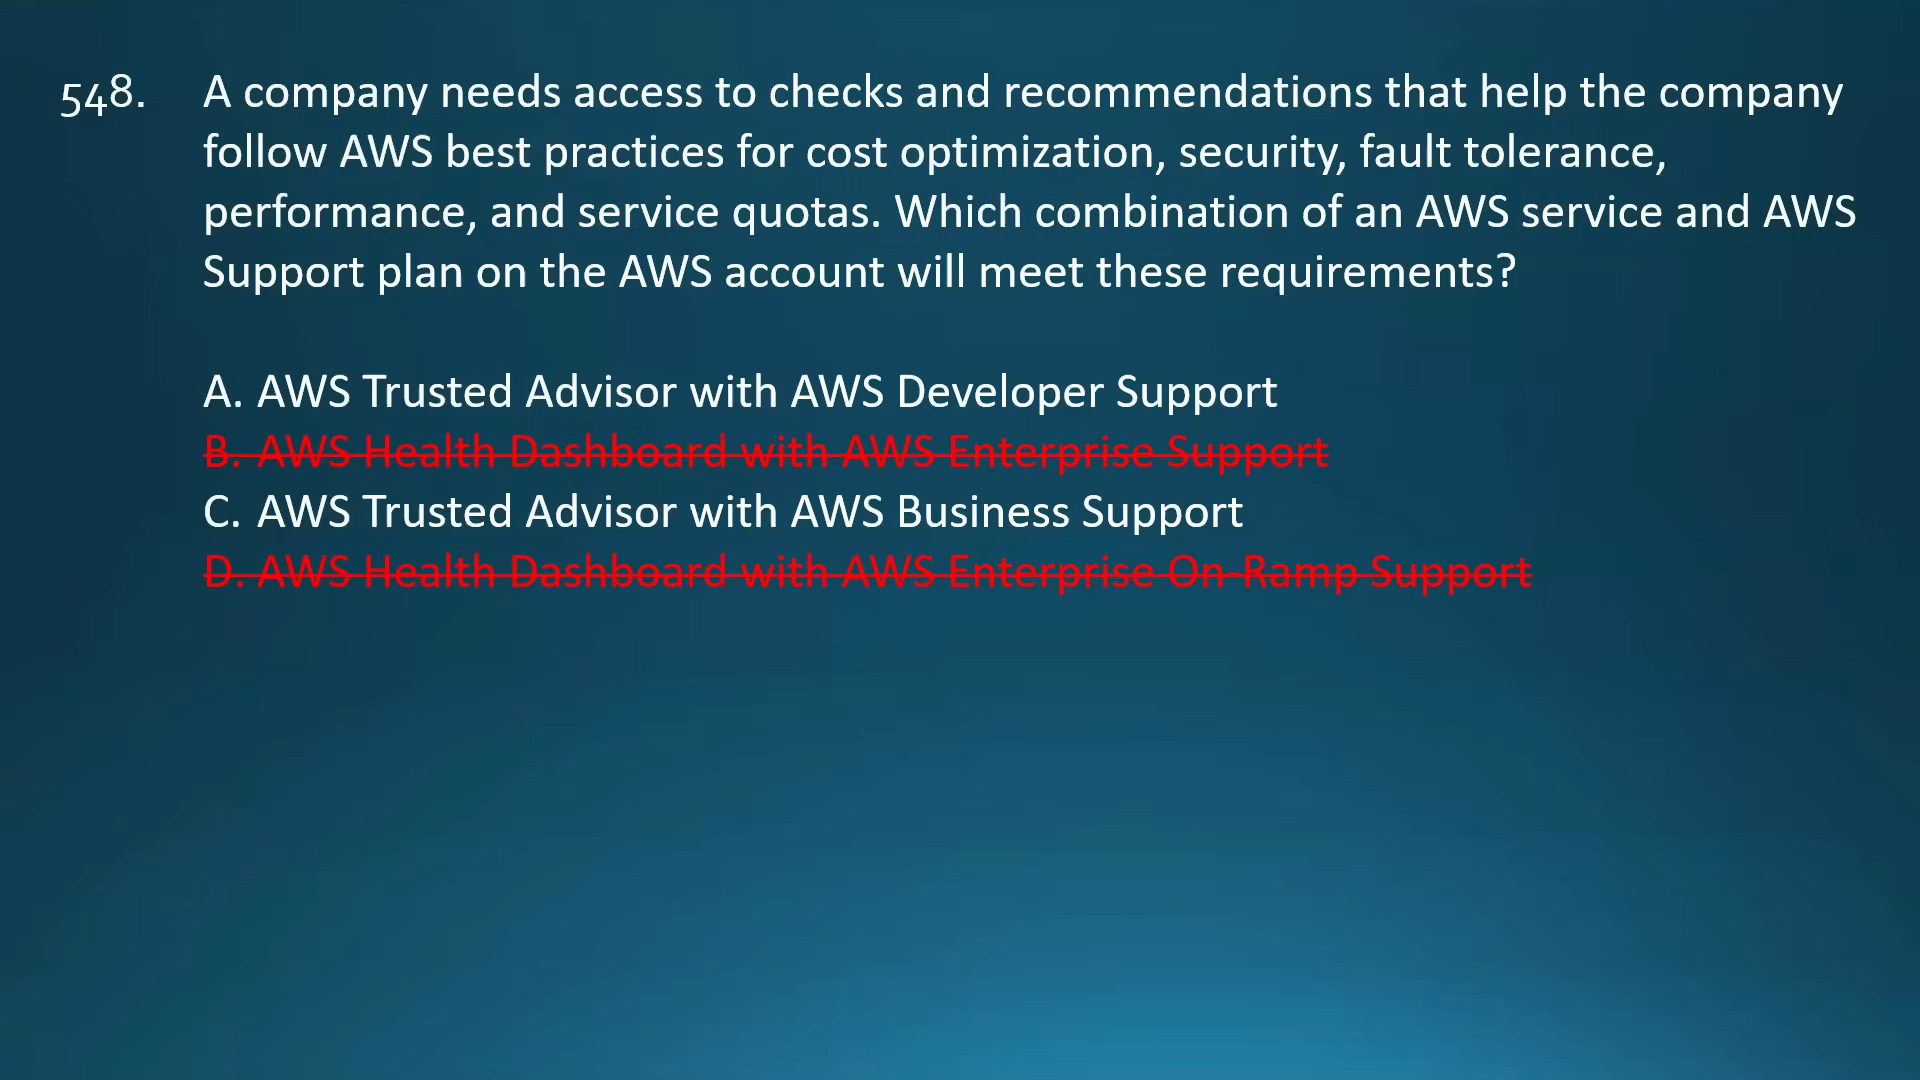 548. A company needs access to checks and recommendations that help the company
follow AWS best practices for cost optimization, security, fault tolerance,
performance, and service quotas. Which combination of an AWS service and AWS
Support plan on the AWS account will meet these requirements?
A. AWS Trusted Advisor with AWS Developer Support
B. AWS Health Dashboard with AWS Enterprise Support
C. AWS Trusted Advisor with AWS Business Support
D. AWS Health Dashboard with AWS Enterprise On-Ramp Support